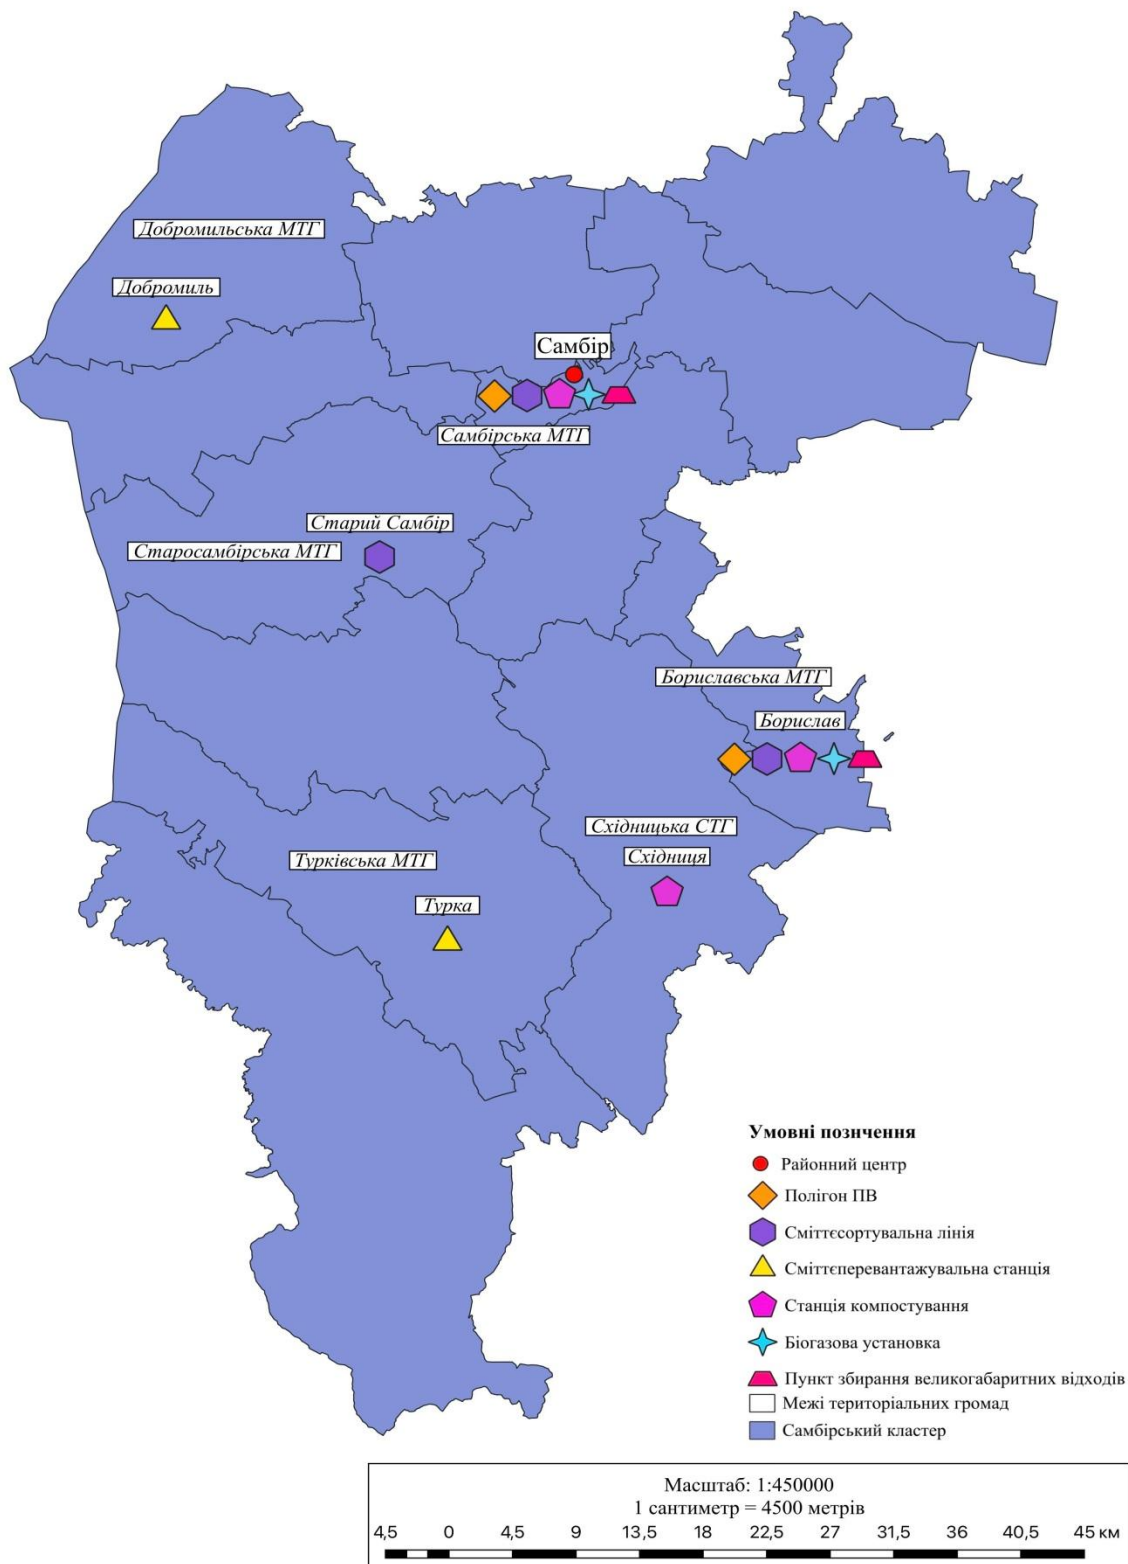 Добромильська МТГ
Добромиль
Самбір
Самбірська МТГ
Старий Самбір
Старосамбірська МТГ
Бориславська МТГ
Борислав
Східницька СТГ
Східниця
Турківська МТГ
Турка
Умовні позичення
Районний центр
Полігон ПВ
Сміттєсортувальна лінія
Сміттєперевантажувальна станція
Станція компостування
Біогазова установка
Пункт збирання великогабаритних відходів
Межі територіальних громад
Самбірський кластер
Масштаб: 1:450000
1 сантиметр = 4500 метрів
4,5 0 4,5 9 13,5 18 22,5 27 31,5 36 40,5 45 км